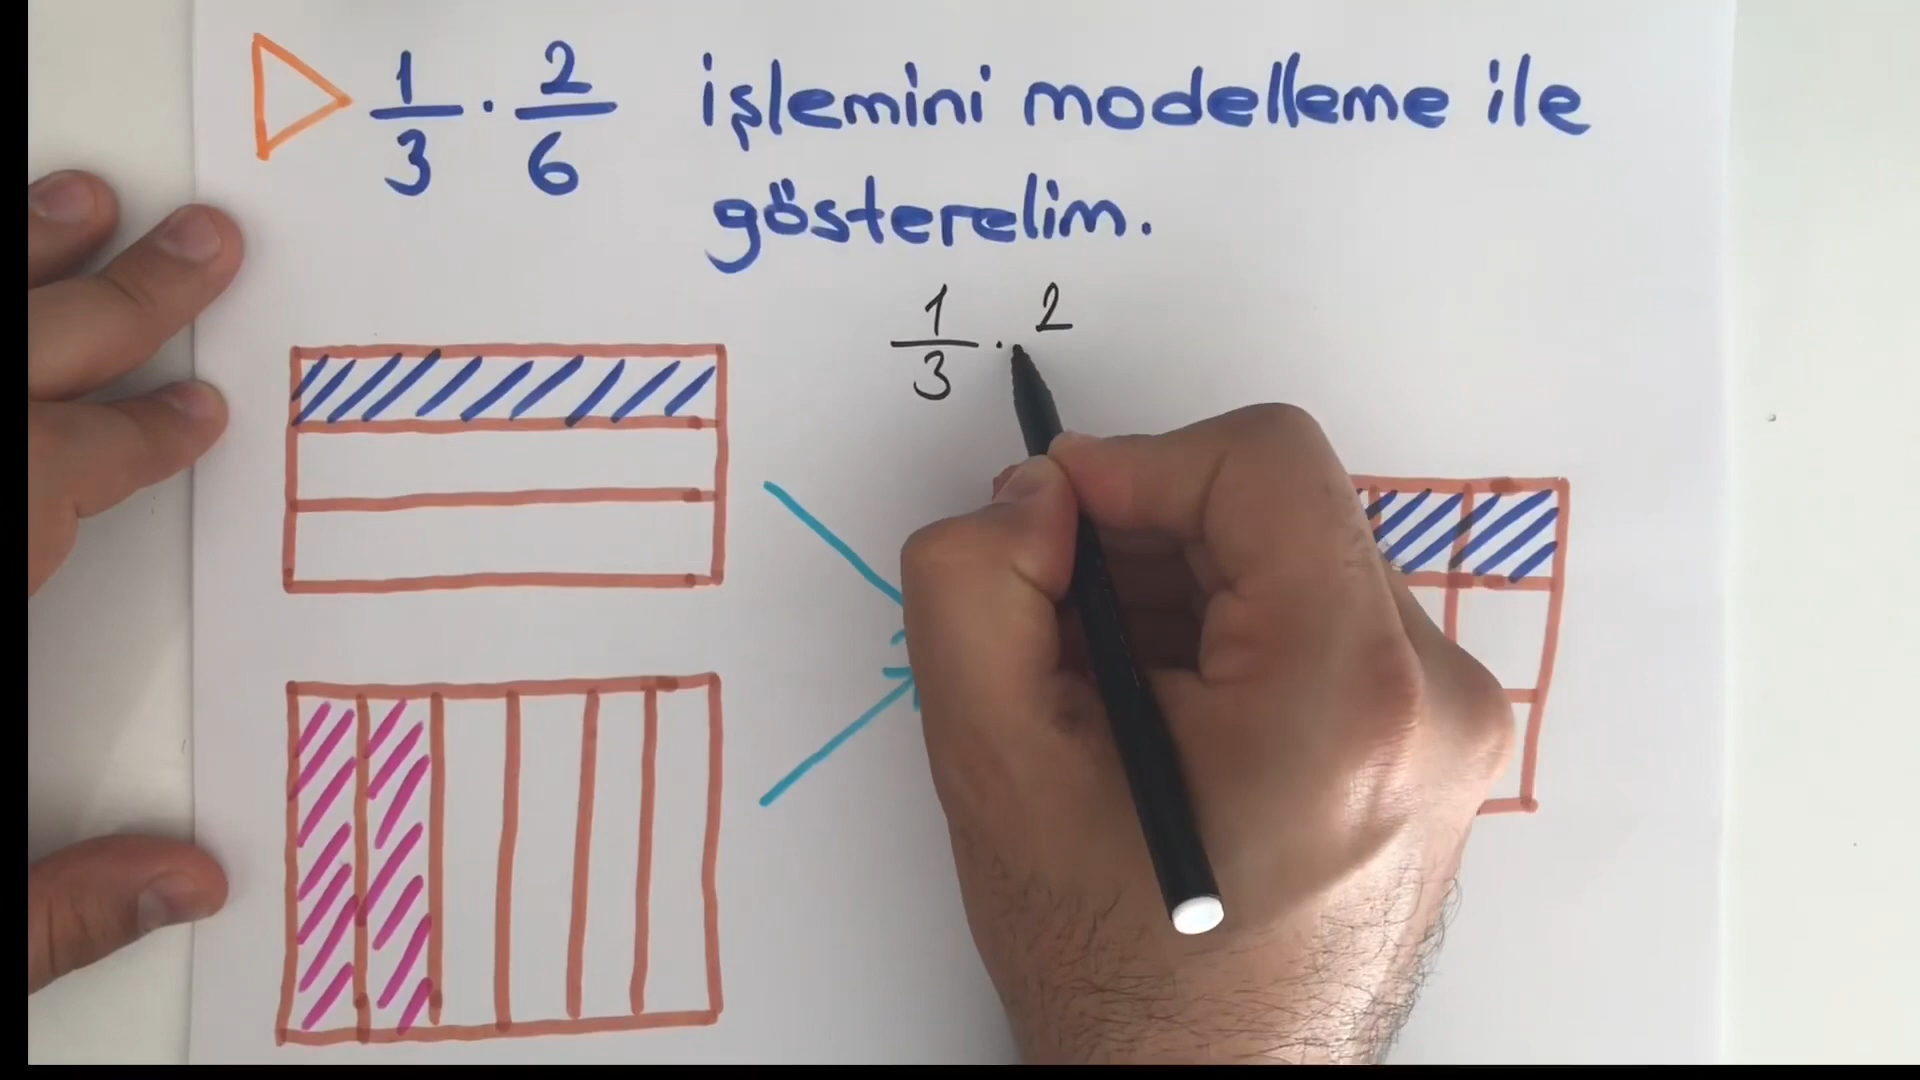 1/3 · 2/6 işlemini modelleme ile
gösterelim.
1/3 · 2